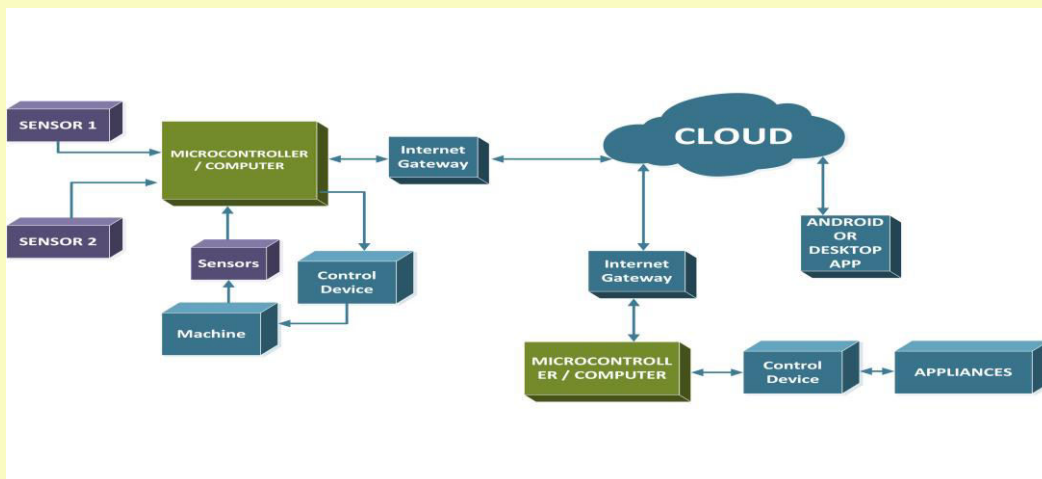 SENSOR 1
MICROCONTROLLER
/ COMPUTER
Internet
Gateway
CLOUD
SENSOR 2
Sensors
Control
Device
Machine
Internet
Gateway
ANDROID
OR
DESKTOP
APP
MICROCONTROLL
ER / COMPUTER
Control
Device
APPLIANCES